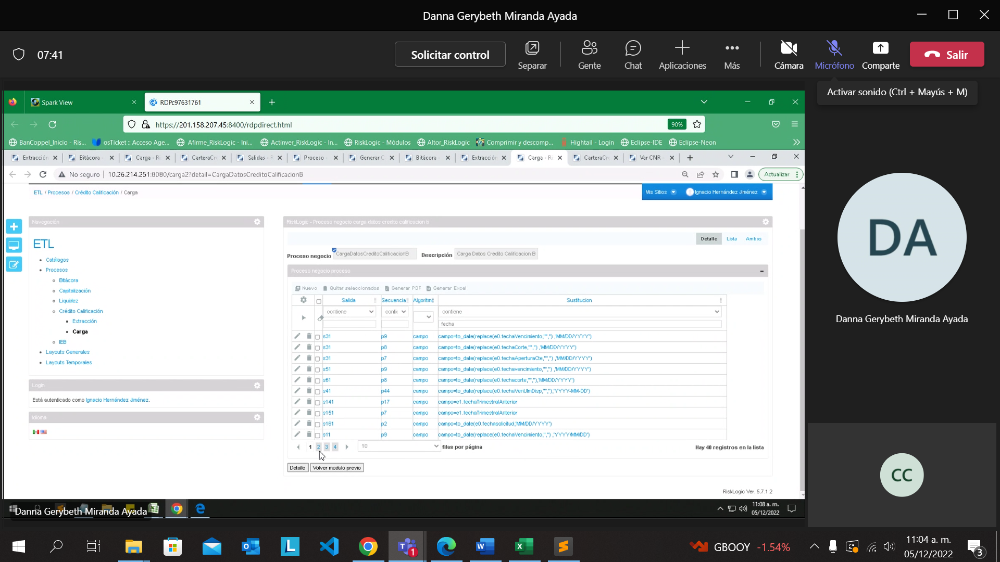 Danna Gerybeth Miranda Ayada
07:41
Solicitar control
Separar
Gente
Chat
Aplicaciones
Más
Cámara
Micrófono
Comparte
Salir
Activar sonido (Ctrl + Mayús + M)
Spark View
RDPc97631761
https://201.158.207.45:8400/rdpdirect.html
90%
BanCoppel_Inicio - Ris...
osTicket :: Acceso Age...
Afirme_RiskLogic - Ini...
Actinver_RiskLogic - In...
RiskLogic - Módulos
Altor_RiskLogic
Comprimir y descomp...
Hightail - Login
Eclipse-IDE
Eclipse-Neon
Extracción
Bitácora -
Carga - Ri
CarteraCre
Salidas - R
Proceso -
Generar C
Bitácora -
Extracción
Carga - Ri
CarteraCre
Var CNR -
No seguro
10.26.214.251:8080/carga2?detail=CargaDatosCreditoCalificacionB
Actualizar
ETL / Procesos / Crédito Calificación / Carga
Mis Sitios
Ignacio Hernández Jiménez
Navegación
ETL
Catálogos
Procesos
Bitácora
Capitalización
Liquidez
Crédito Calificación
Extracción
Carga
IEB
Layouts Generales
Layouts Temporales
Login
Está autenticado como Ignacio Hernández Jiménez.
Idioma
RiskLogic - Proceso negocio carga datos credito calificacion b
Detalle
Lista
Ambos
Proceso negocio
CargaDatosCreditoCalificacionB
Descripción
Carga Datos Credito Calificacion B
Proceso negocio proceso
Nuevo
Quitar seleccionados
Generar PDF
Generar Excel
Salida
Secuencia
Algoritmo
Sustitucion
contiene
contie
contiene
fecha
s31 p9 campo campo=to_date(replace(e0.fechaVencimiento,'"','') ,'MM/DD/YYYY')
s31 p8 campo campo=to_date(replace(e0.fechaCorte,'"','') ,'MM/DD/YYYY')
s31 p7 campo campo=to_date(replace(e0.fechaAperturaCte,'"','') ,'MM/DD/YYYY')
s51 p9 campo campo=to_date(replace(e0.fechavencimiento,'"','') ,'MM/DD/YYYY')
s61 p8 campo campo=to_date(replace(e0.fechacorte,'"',''),'MM/DD/YYYY')
s41 p44 campo campo=to_date(replace(e0.fechaVenUlmDisp,'"',''),'YYYY-MM-DD')
s141 p17 campo campo=e1.fechaTrimestralAnterior
s151 p7 campo campo=e1.fechaTrimestralAnterior
s161 p2 campo campo=to_date(e0.fechasolicitud,'MM/DD/YYYY')
s11 p9 campo campo=to_date(replace(e0.fechaVencimiento,'','') ,'YYYY/MM/DD')
1 2 3 4
10
filas por página
Hay 40 registros en la lista
Detalle
Volver modulo previo
RiskLogic Ver. 5.7.1.2
Danna Gerybeth Miranda Ayada
11:08 a. m.
05/12/2022
DA
Danna Gerybeth Miranda Ayada
CC
GBOOY -1.54%
11:04 a. m.
05/12/2022
3